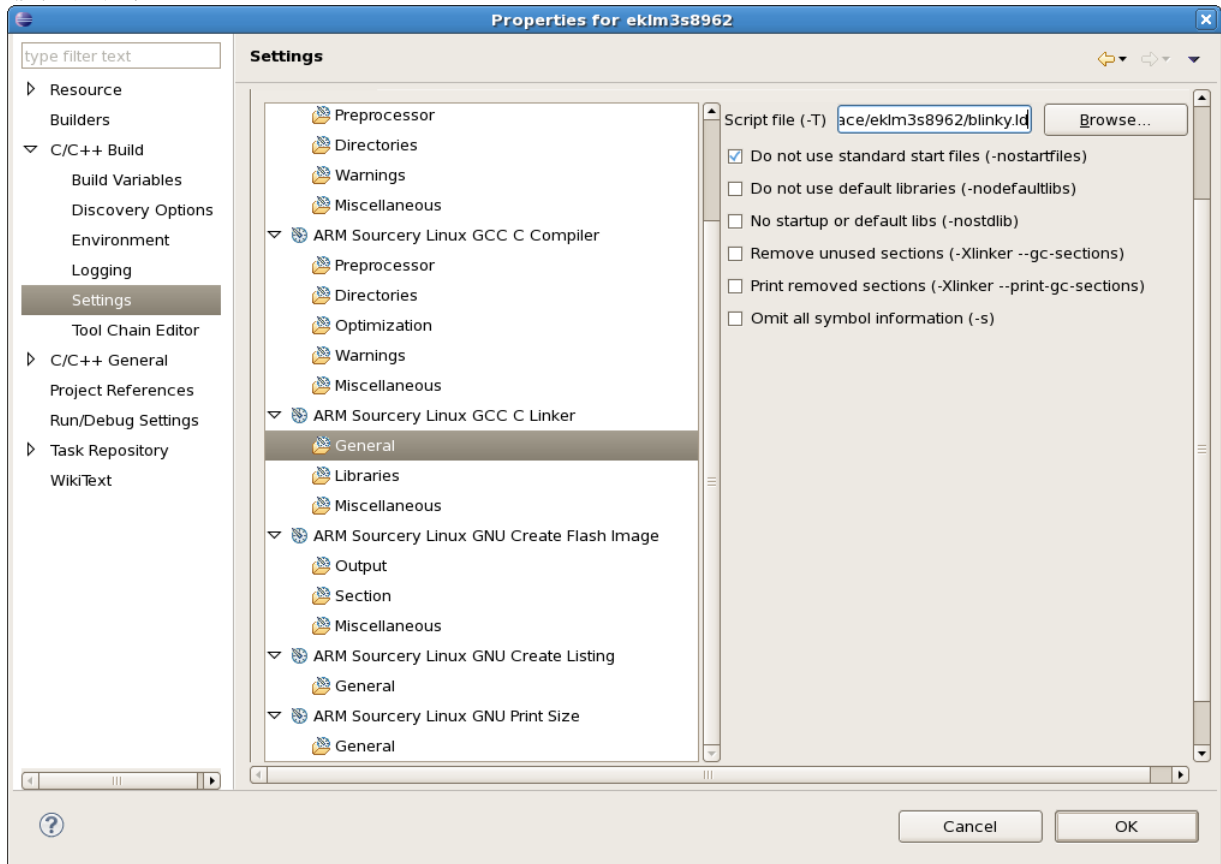 Properties for eklm3s8962
type filter text
Resource
Builders
C/C++ Build
Build Variables
Discovery Options
Environment
Logging
Settings
Tool Chain Editor
C/C++ General
Project References
Run/Debug Settings
Task Repository
WikiText
Settings
Preprocessor
Directories
Warnings
Miscellaneous
ARM Sourcery Linux GCC C Compiler
Preprocessor
Directories
Optimization
Warnings
Miscellaneous
ARM Sourcery Linux GCC C Linker
General
Libraries
Miscellaneous
ARM Sourcery Linux GNU Create Flash Image
Output
Section
Miscellaneous
ARM Sourcery Linux GNU Create Listing
General
ARM Sourcery Linux GNU Print Size
General
Script file (-T) ace/eklm3s8962/blinky.ld Browse...
Do not use standard start files (-nostartfiles)
Do not use default libraries (-nodefaultlibs)
No startup or default libs (-nostdlib)
Remove unused sections (-Xlinker --gc-sections)
Print removed sections (-Xlinker --print-gc-sections)
Omit all symbol information (-s)
Cancel OK